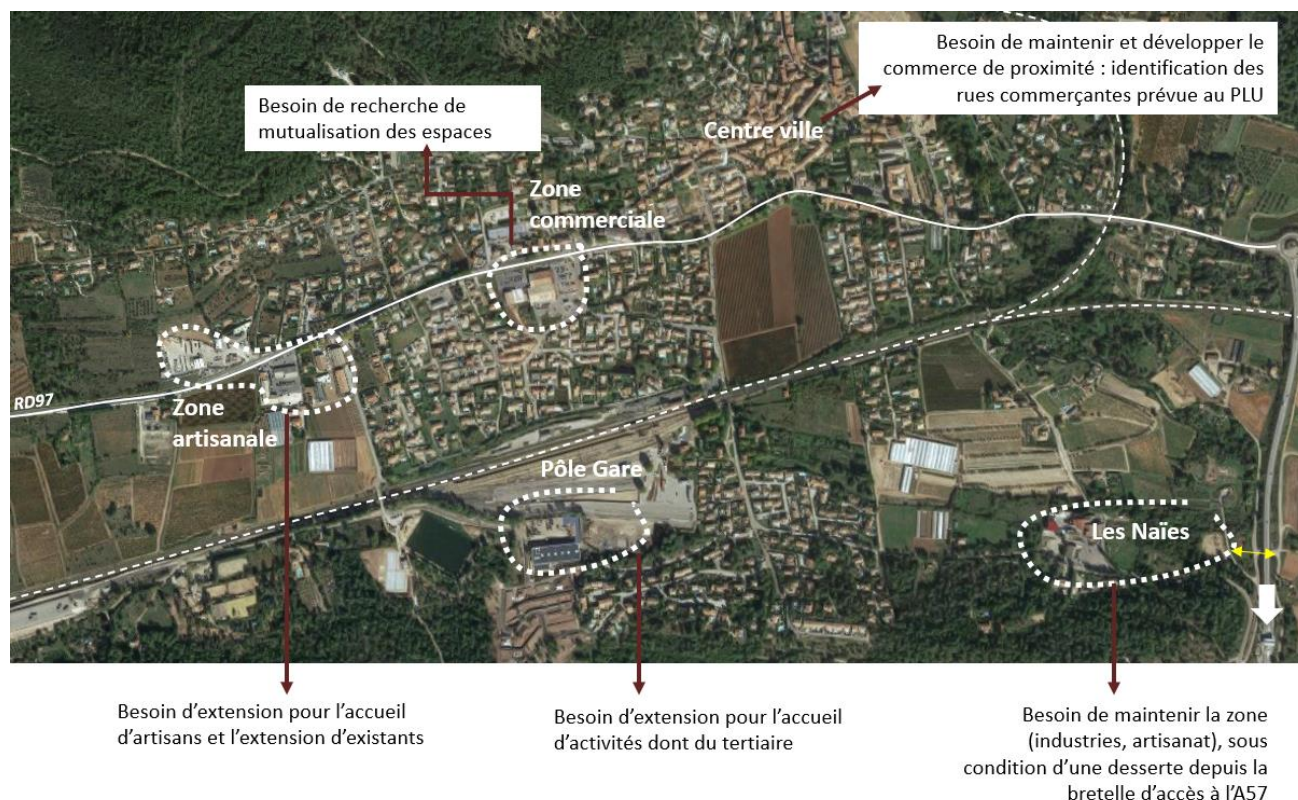 Besoin de maintenir et développer le
commerce de proximité : identification des
rues commerçantes prévue au PLU
Besoin de recherche de
mutualisation des espaces
Centre ville
Zone
commerciale
RD97
Zone
artisanale
Pôle Gare
Les Naïes
Besoin d’extension pour l’accueil
d’artisans et l’extension d’existants
Besoin d’extension pour l’accueil
d’activités dont du tertiaire
Besoin de maintenir la zone
(industries, artisanat), sous
condition d’une desserte depuis la
bretelle d’accès à l’A57